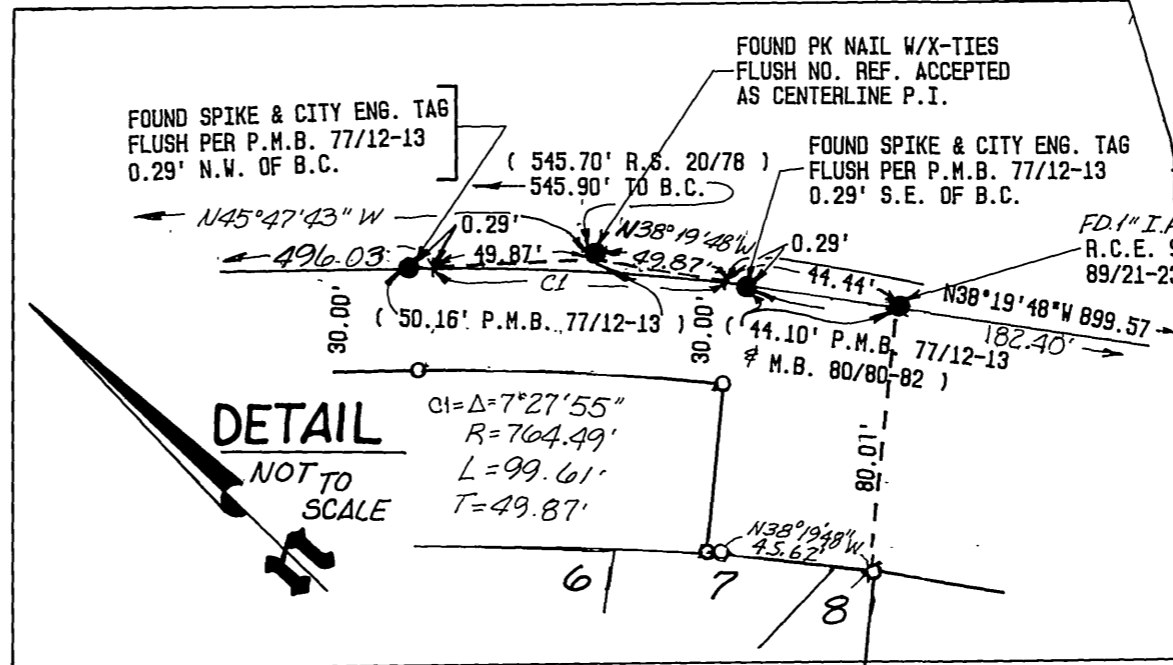 FOUND PK NAIL W/X-TIES
FLUSH NO. REF. ACCEPTED
AS CENTERLINE P.I.
FOUND SPIKE & CITY ENG. TAG
FLUSH PER P.M.B. 77/12-13
0.29' N.W. OF B.C.
( 545.70' R.S. 20/78 )
545.90' TO B.C.
FOUND SPIKE & CITY ENG. TAG
FLUSH PER P.M.B. 77/12-13
0.29' S.E. OF B.C.
N45°47'43" W
0.29'
N38°19'48"W
0.29'
FD.1" I.P
R.C.E.
89/21-23
496.03
49.87'
49.87'
44.44'
C1
N38°19'48"W 899.57
182.40'
30.00'
( 50.16' P.M.B. 77/12-13 )
30.00'
( 44.10' P.M.B. 77/12-13
& M.B. 80/80-82 )
C1=Δ=7°27'55"
R=764.49'
L=99.61'
T=49.87'
DETAIL
NOT TO
SCALE
80.01'
N
N38°19'48"W
45.62'
6
7
8